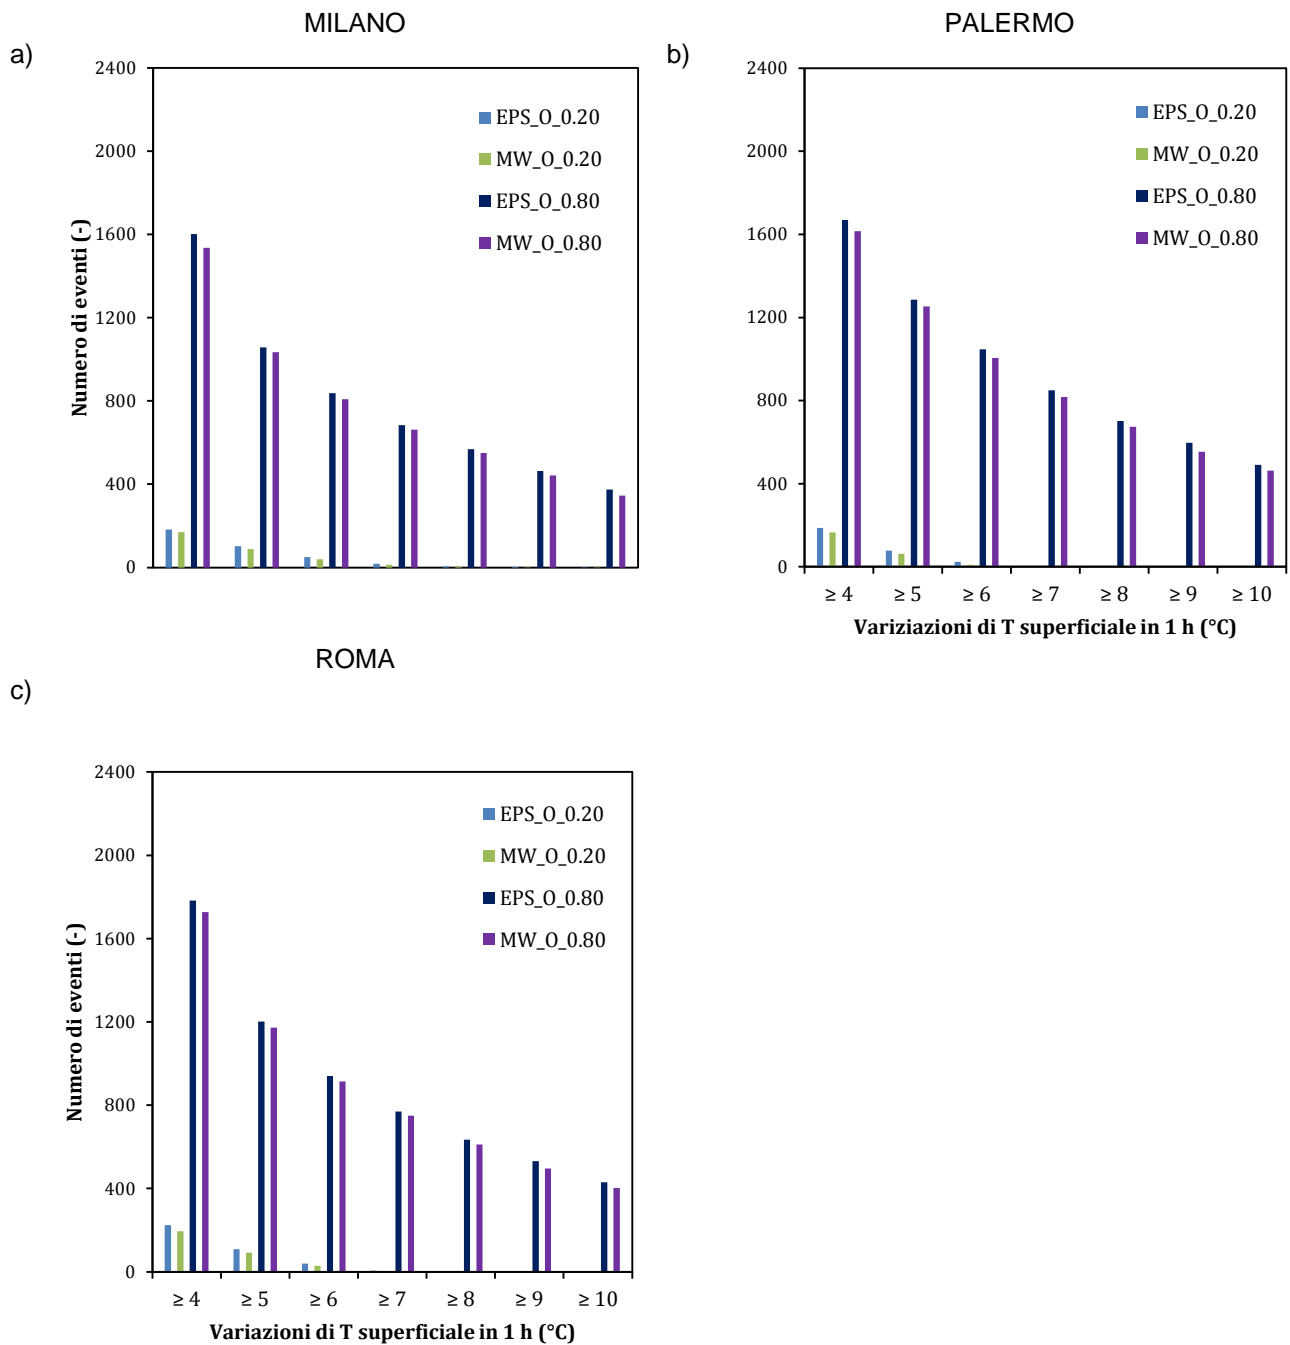 MILANO
a)
2400
2000
1600
1200
800
400
0
Numero di eventi (-)
EPS_O_0.20
MW_O_0.20
EPS_O_0.80
MW_O_0.80
PALERMO
b)
2400
2000
1600
1200
800
400
0
EPS_O_0.20
MW_O_0.20
EPS_O_0.80
MW_O_0.80
≥ 4 ≥ 5 ≥ 6 ≥ 7 ≥ 8 ≥ 9 ≥ 10
Variziazioni di T superficiale in 1 h (°C)
ROMA
c)
2400
2000
1600
1200
800
400
0
Numero di eventi (-)
EPS_O_0.20
MW_O_0.20
EPS_O_0.80
MW_O_0.80
≥ 4 ≥ 5 ≥ 6 ≥ 7 ≥ 8 ≥ 9 ≥ 10
Variazioni di T superficiale in 1 h (°C)